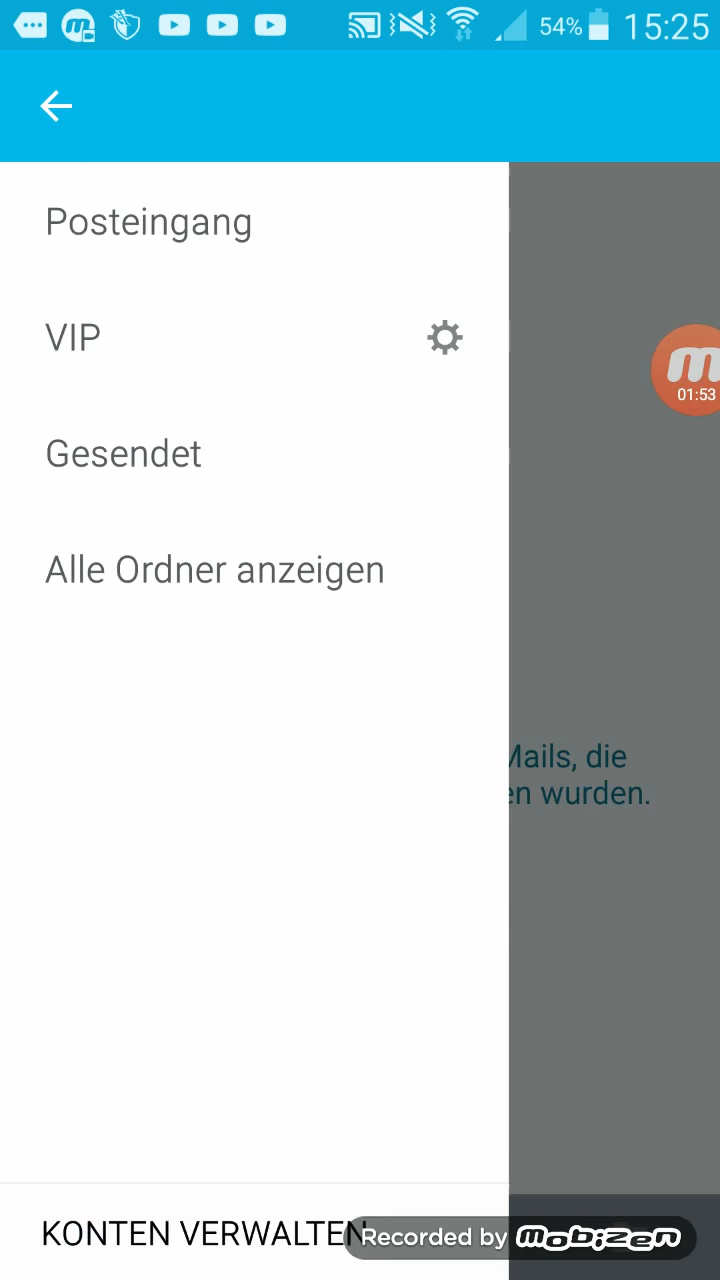 54% 15:25
Posteingang
VIP
01:53
Gesendet
Alle Ordner anzeigen
Mails, die
en wurden.
KONTEN VERWALTEN
Recorded by mobizen